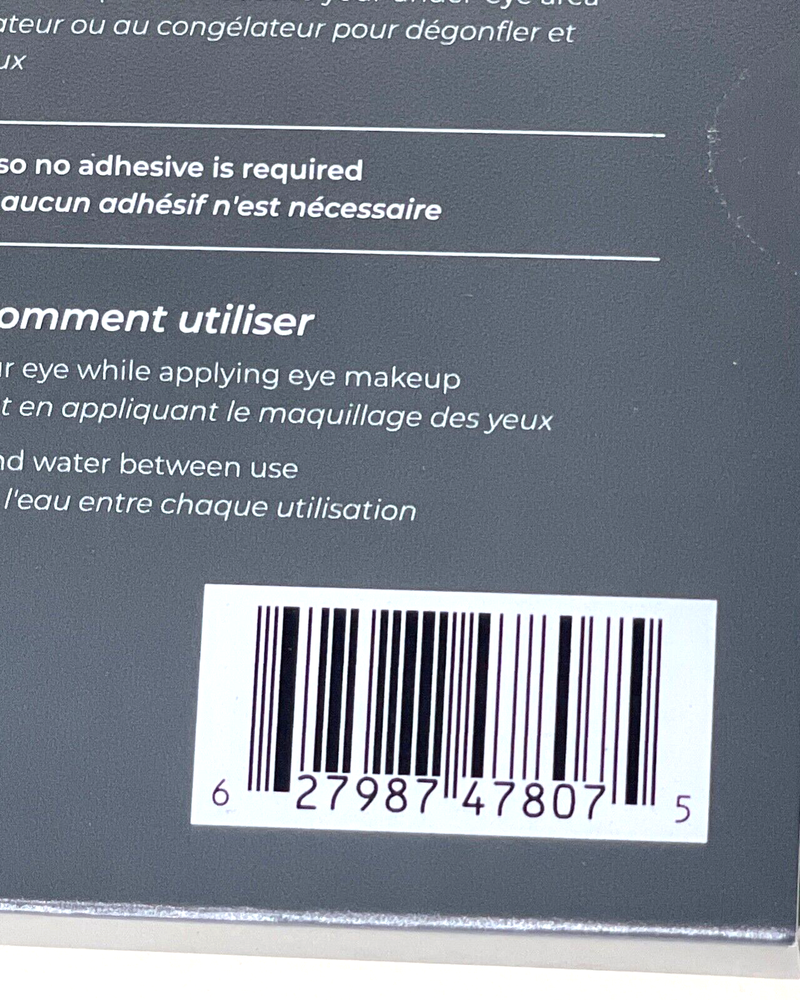 ateur ou au congélateur pour dégonfler et
ux
so no adhesive is required
aucun adhésif n'est nécessaire
omment utiliser
r eye while applying eye makeup
t en appliquant le maquillage des yeux
nd water between use
l'eau entre chaque utilisation
6 27987 47807 5